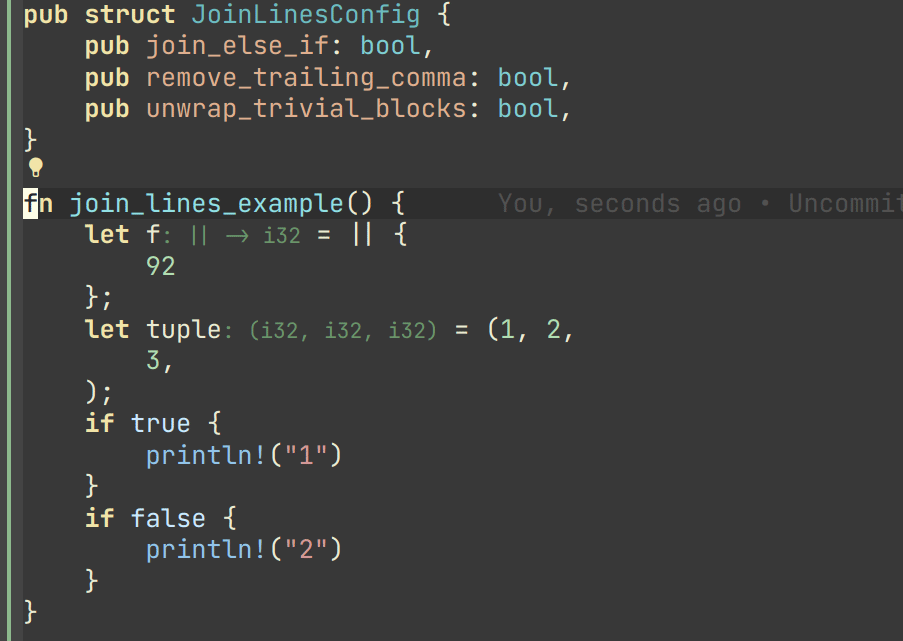 pub struct JoinLinesConfig {
    pub join_else_if: bool,
    pub remove_trailing_comma: bool,
    pub unwrap_trivial_blocks: bool,
}
fn join_lines_example() {      You, seconds ago • Uncommit
    let f: || → i32 = || {
        92
    };
    let tuple: (i32, i32, i32) = (1, 2,
        3,
    );
    if true {
        println!("1")
    }
    if false {
        println!("2")
    }
}